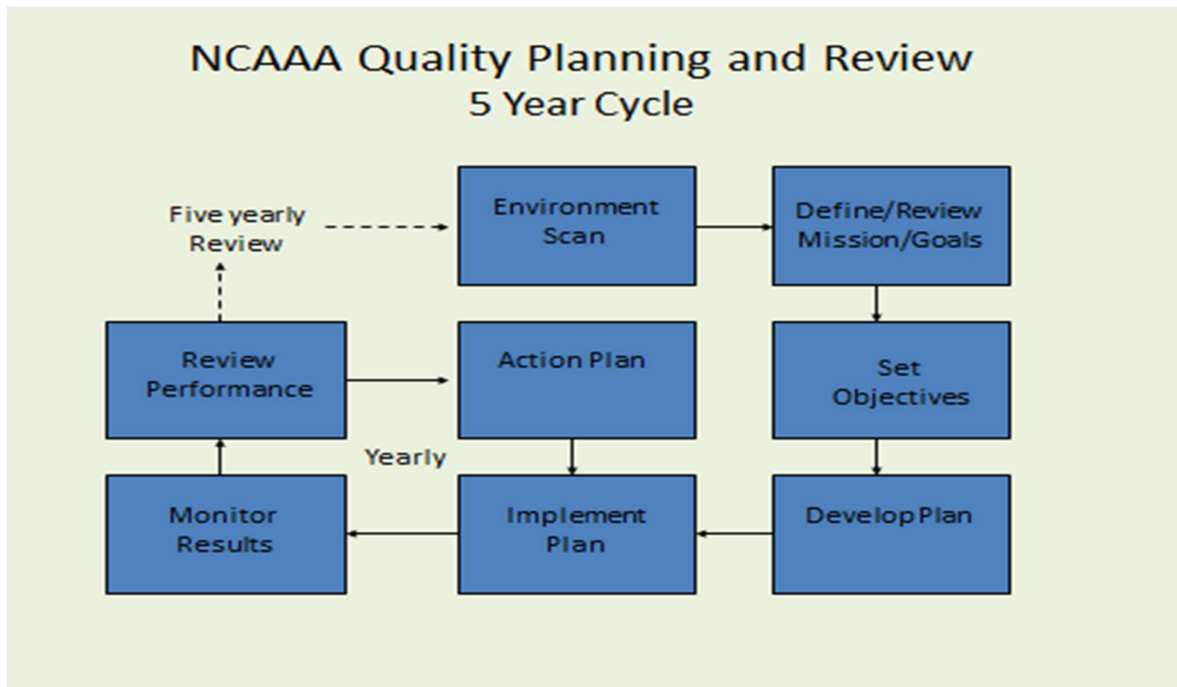 NCAAA Quality Planning and Review
5 Year Cycle
Five yearly
Review
Environment
Scan
Define/Review
Mission/Goals
Review
Performance
Action Plan
Set
Objectives
Yearly
Monitor
Results
Implement
Plan
Develop Plan